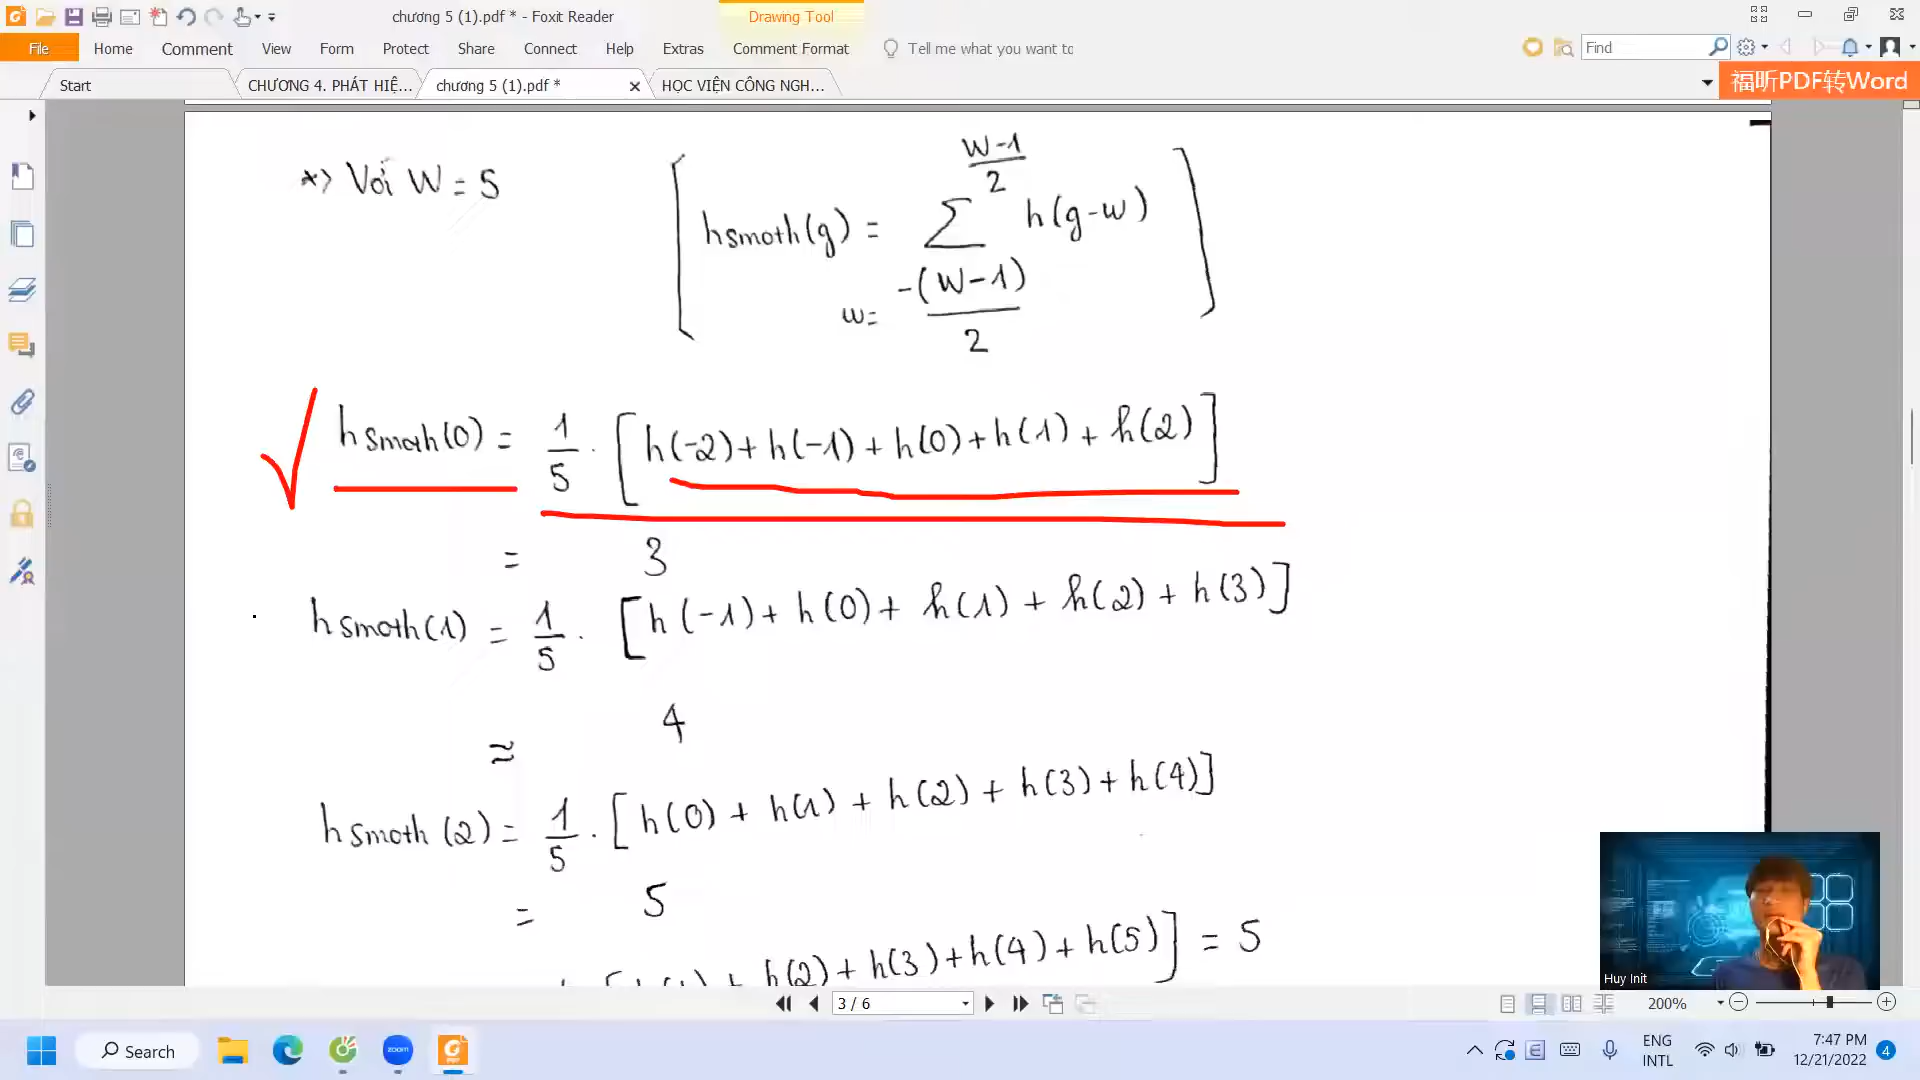 chương 5 (1).pdf * - Foxit Reader
Drawing Tool
File Home Comment View Form Protect Share Connect Help Extras Comment Format Tell me what you want to Find
Start CHƯƠNG 4. PHÁT HIỆ... chương 5 (1).pdf * HỌC VIỆN CÔNG NGH... 福昕PDF转Word
*> Với W = 5
[ hsmoth(g) = ∑ h(g-w) ]
W-1
2
w= -(W-1)
2
hsmoth(0) = 1/5 . [h(-2)+h(-1)+h(0)+h(1)+h(2)]
= 3
hsmoth(1) = 1/5 . [h(-1)+h(0)+h(1)+h(2)+h(3)]
≈ 4
hsmoth(2) = 1/5 . [h(0)+h(1)+h(2)+h(3)+h(4)]
= 5
h(2)+h(3)+h(4)+h(5)] = 5
Huy Init
3 / 6
200%
Search
zoom
ENG
INTL
7:47 PM
12/21/2022
4